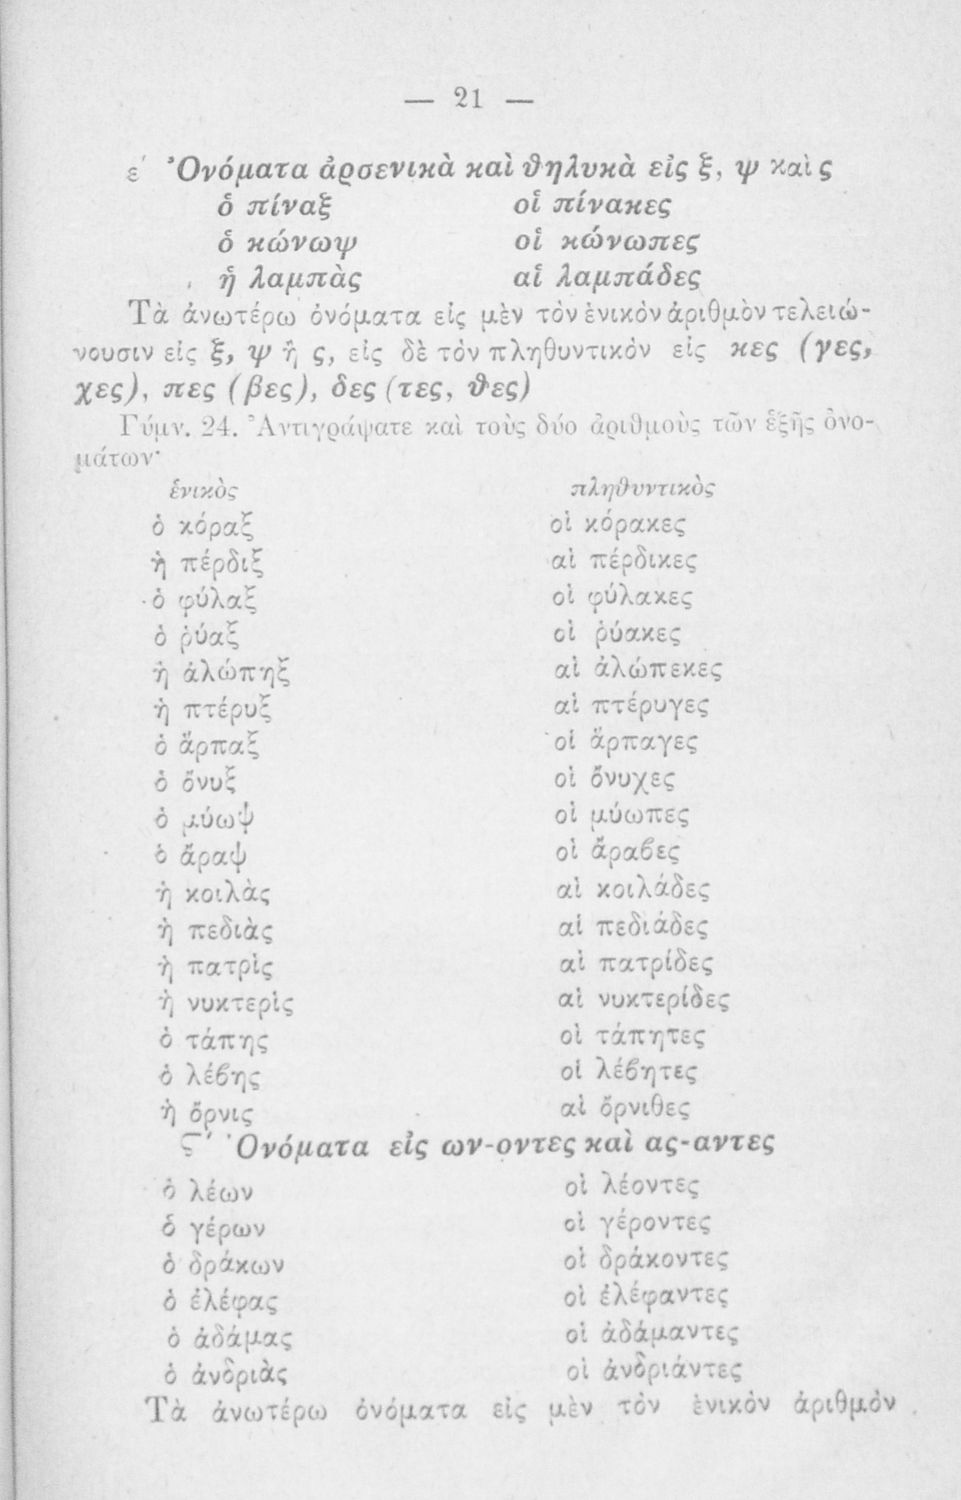 — 21 —
ε΄ Ὀνόματα ἀρσενικὰ καὶ θηλυκὰ εἰς ξ, ψ καὶ ς
ὁ πίναξ οἱ πίνακες
ὁ κώνωψ οἱ κώνωπες
ἡ λαμπὰς αἱ λαμπάδες
Τὰ ἀνωτέρω ὀνόματα εἰς μὲν τὸν ἑνικὸν ἀριθμὸν τελειώ-
νουσιν εἰς ξ, ψ ἢ ς, εἰς δὲ τὸν πληθυντικὸν εἰς κες (γες,
χες), πες (βες), δες (τες, θες)
Γύμν. 24. Ἀντιγράψατε καὶ τοὺς δύο ἀριθμοὺς τῶν ἑξῆς ὀνο-
μάτων·
ἑνικὸς πληθυντικὸς
ὁ κόραξ οἱ κόρακες
ἡ πέρδιξ αἱ πέρδικες
ὁ φύλαξ οἱ φύλακες
ὁ ῥύαξ οἱ ῥύακες
ἡ ἀλώπηξ αἱ ἀλώπεκες
ἡ πτέρυξ αἱ πτέρυγες
ὁ ἅρπαξ οἱ ἅρπαγες
ὁ ὄνυξ οἱ ὄνυχες
ὁ μύωψ οἱ μύωπες
ὁ ἄραψ οἱ ἄραβες
ἡ κοιλὰς αἱ κοιλάδες
ἡ πεδιὰς αἱ πεδιάδες
ἡ πατρὶς αἱ πατρίδες
ἡ νυκτερὶς αἱ νυκτερίδες
ὁ τάπης οἱ τάπητες
ὁ λέβης οἱ λέβητες
ἡ ὄρνις αἱ ὄρνιθες
Ϛ΄ Ὀνόματα εἰς ων-οντες καὶ ας-αντες
ὁ λέων οἱ λέοντες
ὁ γέρων οἱ γέροντες
ὁ δράκων οἱ δράκοντες
ὁ ἐλέφας οἱ ἐλέφαντες
ὁ ἀδάμας οἱ ἀδάμαντες
ὁ ἀνδριὰς οἱ ἀνδριάντες
Τὰ ἀνωτέρω ὀνόματα εἰς μὲν τὸν ἑνικὸν ἀριθμὸν